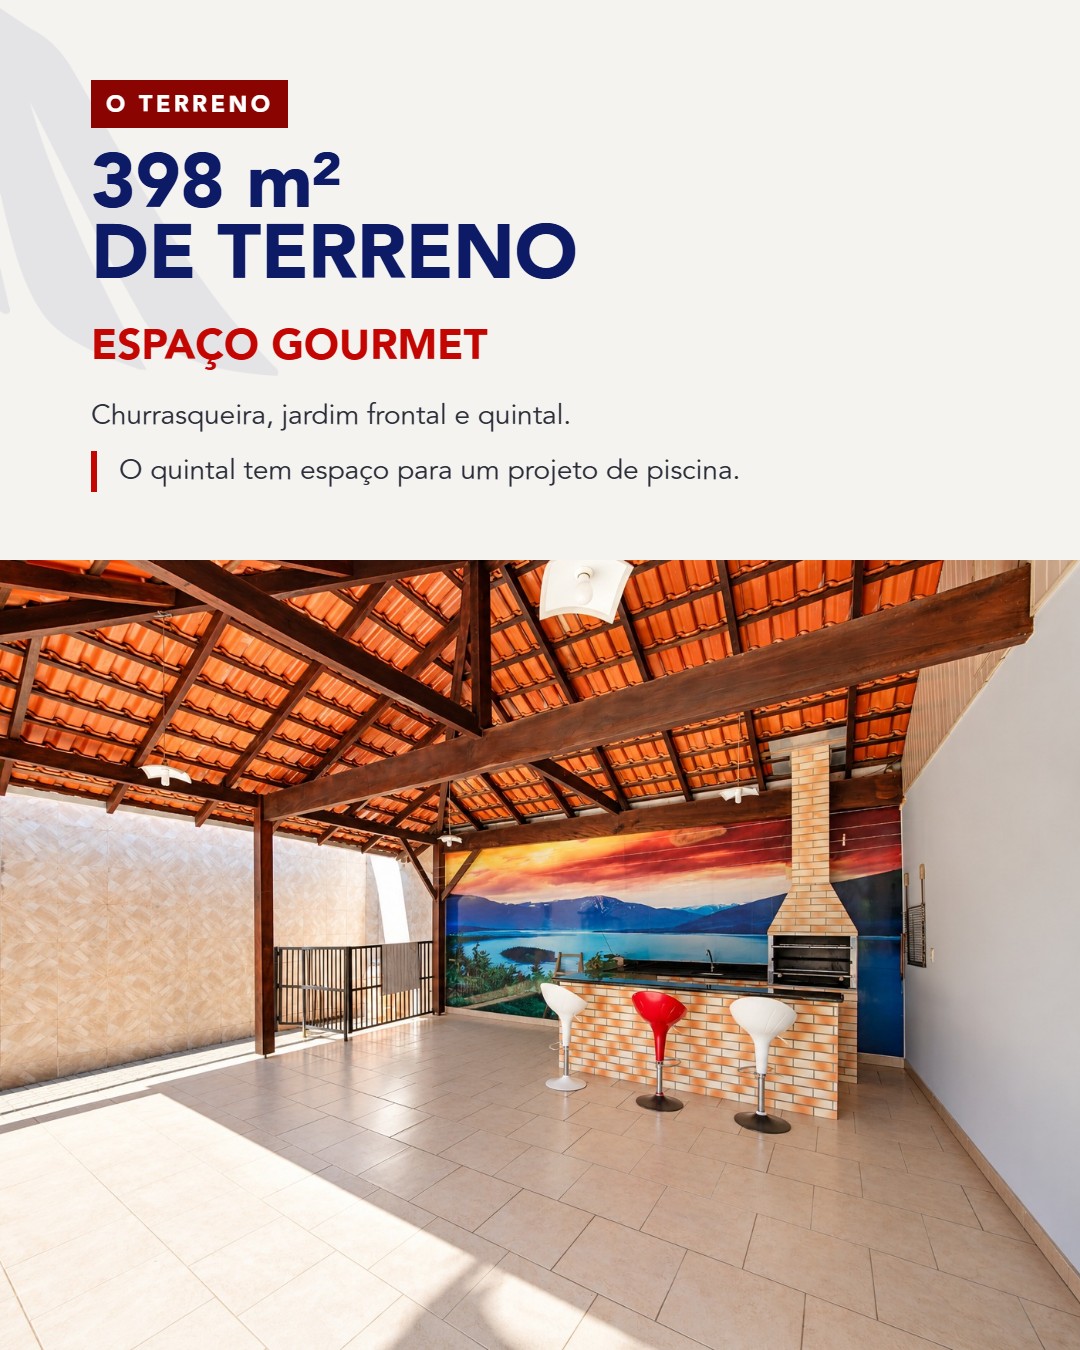 O TERRENO
398 m²
DE TERRENO
ESPAÇO GOURMET
Churrasqueira, jardim frontal e quintal.
O quintal tem espaço para um projeto de piscina.